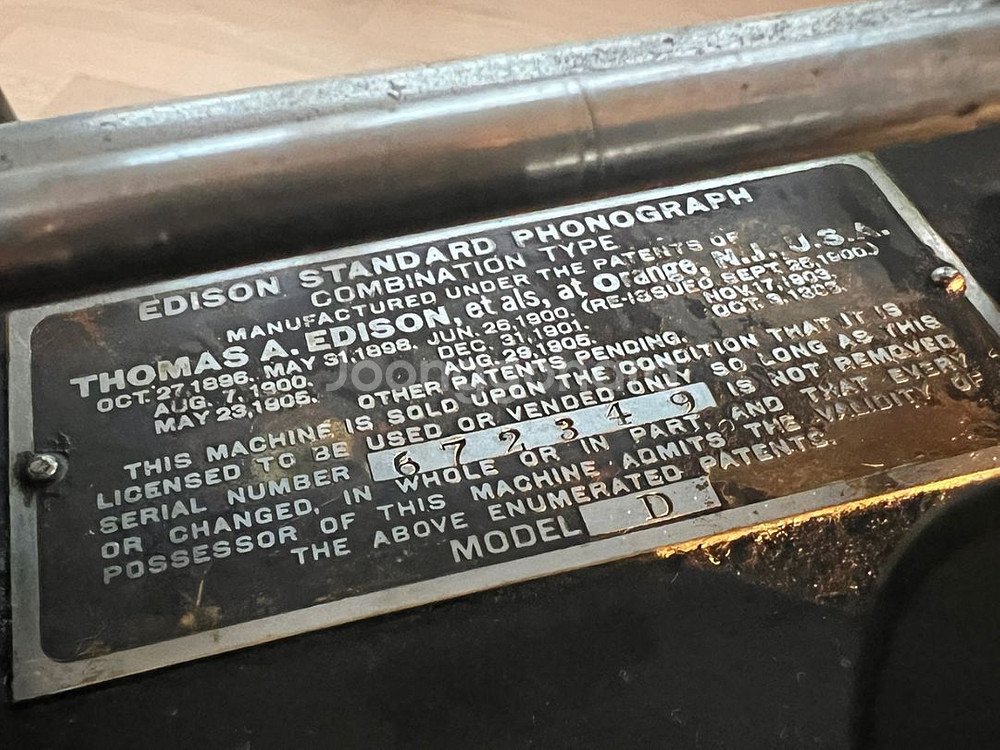 EDISON STANDARD PHONOGRAPH
COMBINATION TYPE
MANUFACTURED UNDER THE PATENTS OF
THOMAS A. EDISON, et als, at Orange, N.J., U.S.A.
OCT. 27, 1896. MAY 31, 1898. JUN. 26, 1900. (RE-ISSUED SEPT. 25, 1900.)
AUG. 7, 1900. DEC. 31, 1901. NOV. 17, 1903.
MAY 23, 1905. AUG. 29, 1905. OCT. 3, 1903.
OTHER PATENTS PENDING.
THIS MACHINE IS SOLD UPON THE CONDITION THAT IT IS
LICENSED TO BE USED OR VENDED ONLY SO LONG AS THIS
SERIAL NUMBER 672349 IS NOT REMOVED
OR CHANGED, IN WHOLE OR IN PART, AND THAT EVERY
POSSESSOR OF THIS MACHINE ADMITS THE VALIDITY OF
THE ABOVE ENUMERATED PATENTS.
MODEL D